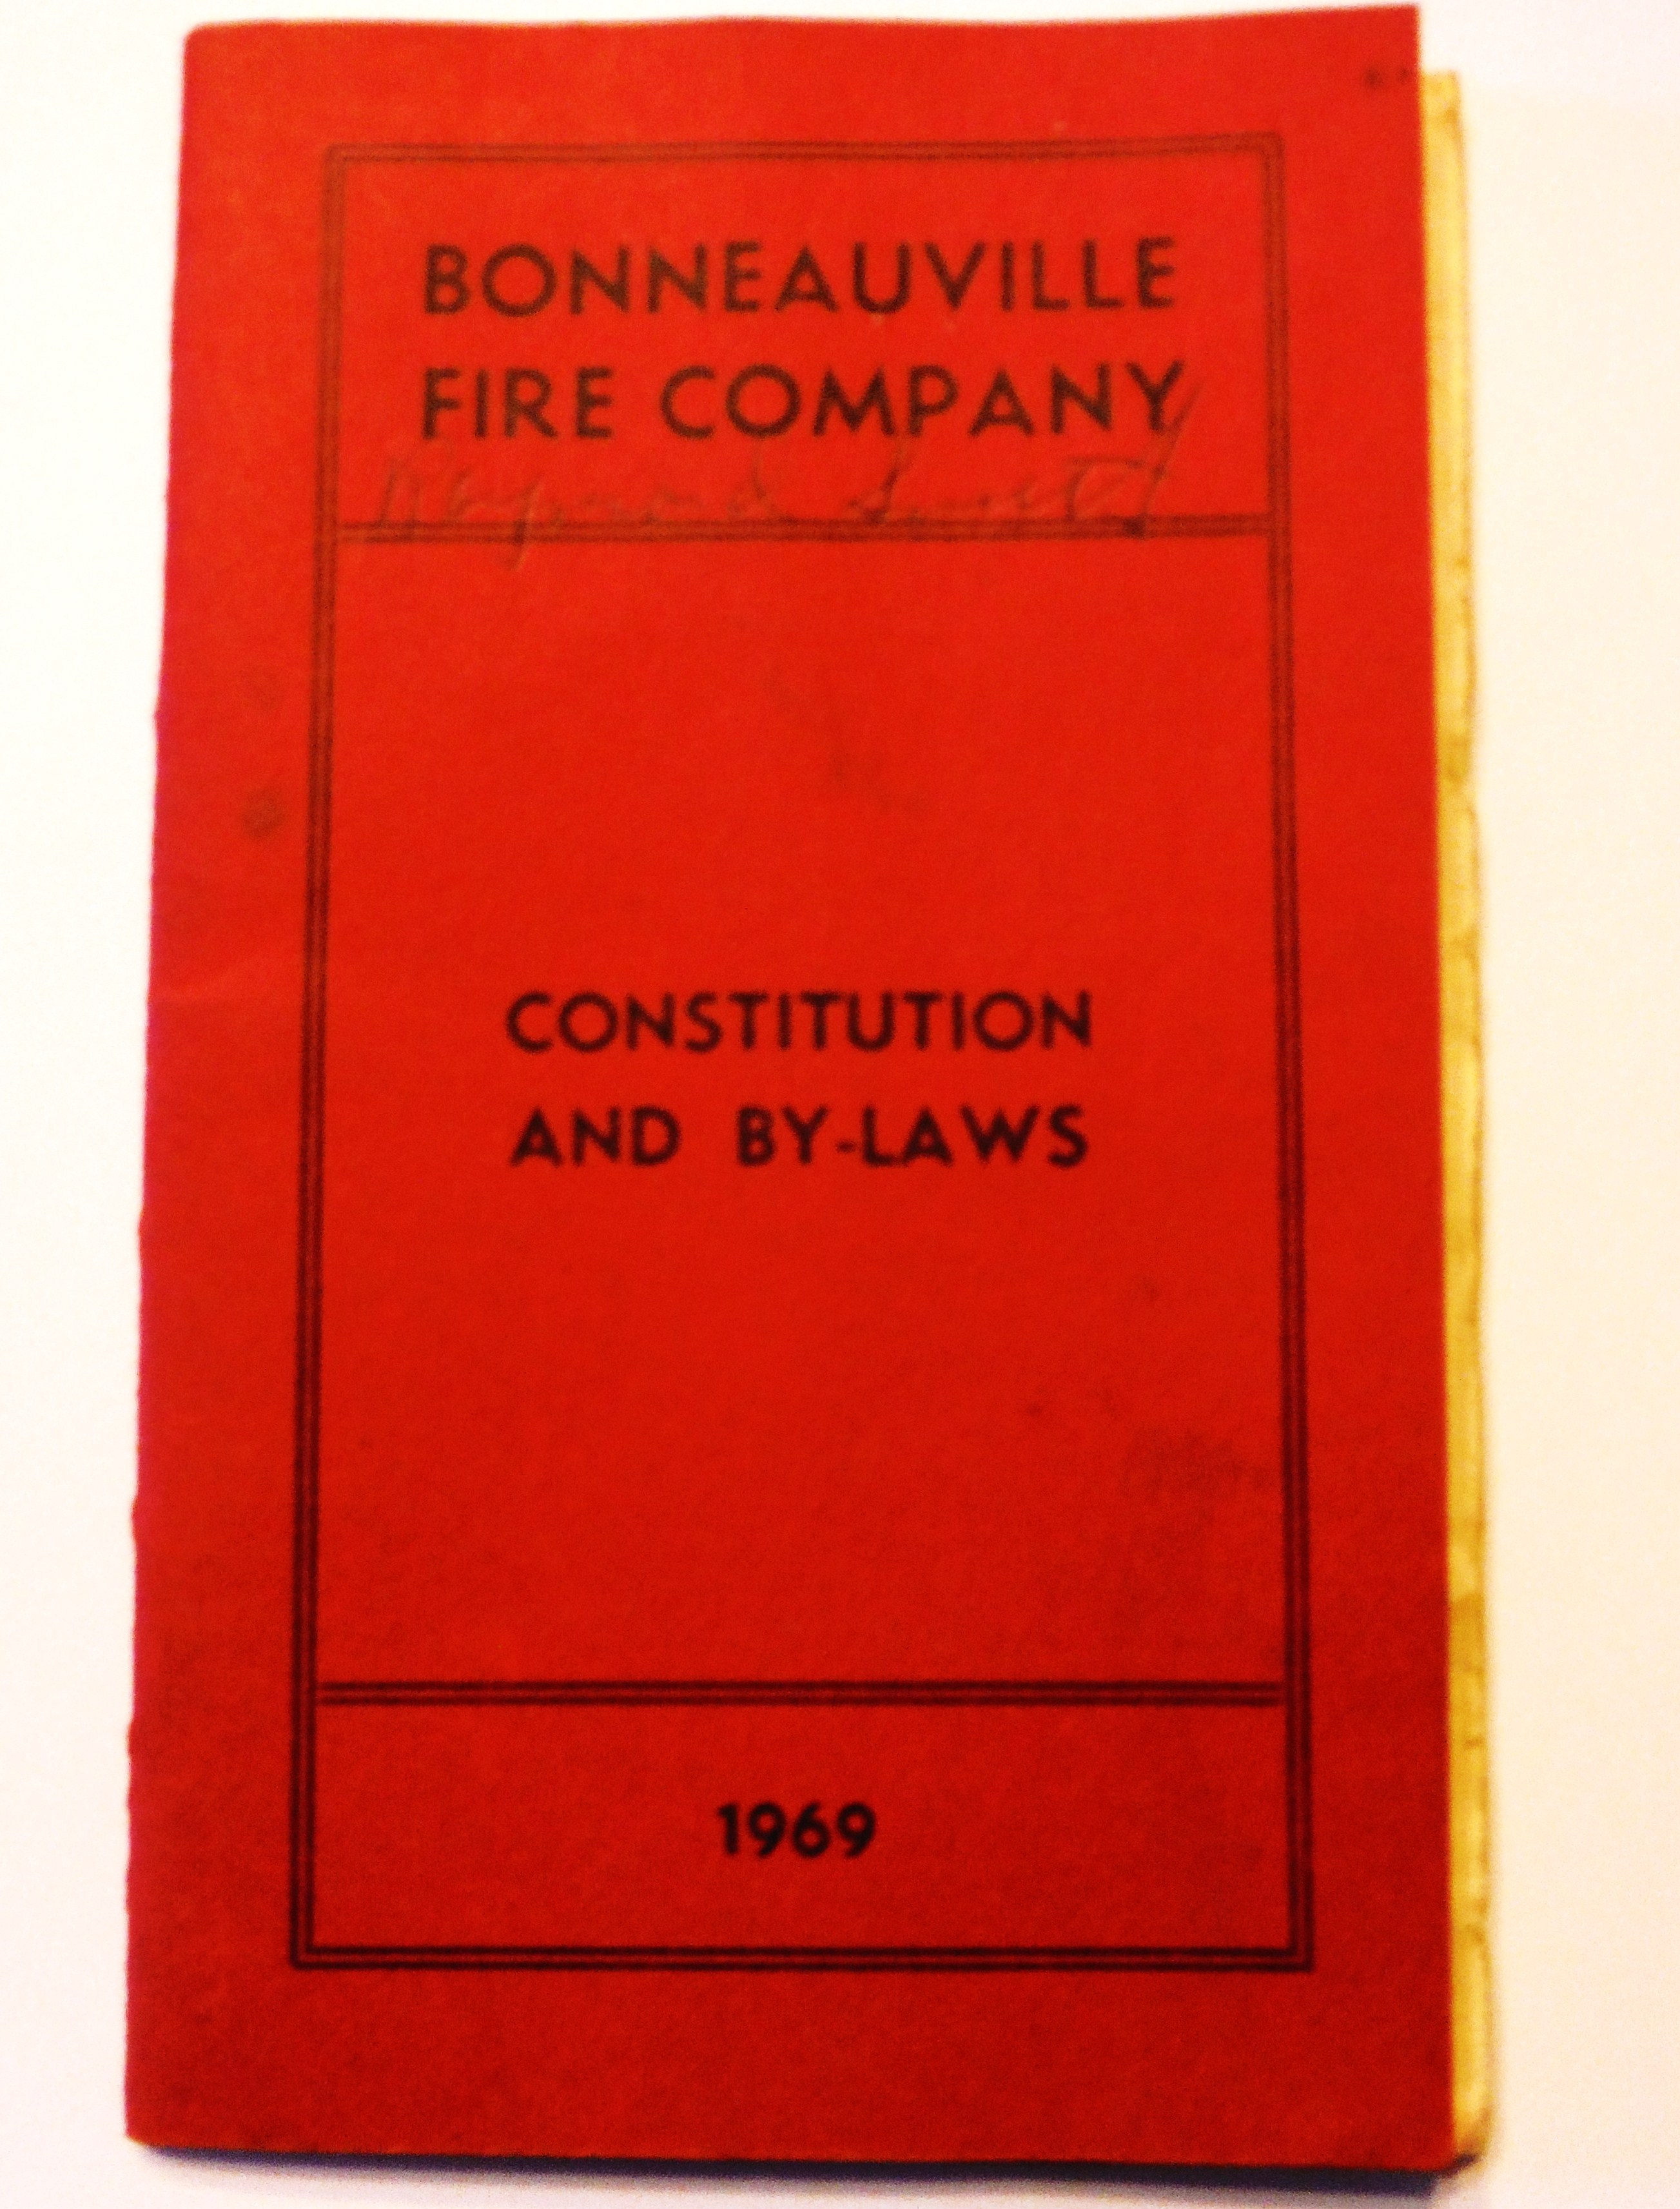 BONNEAUVILLE
FIRE COMPANY
CONSTITUTION
AND BY-LAWS
1969